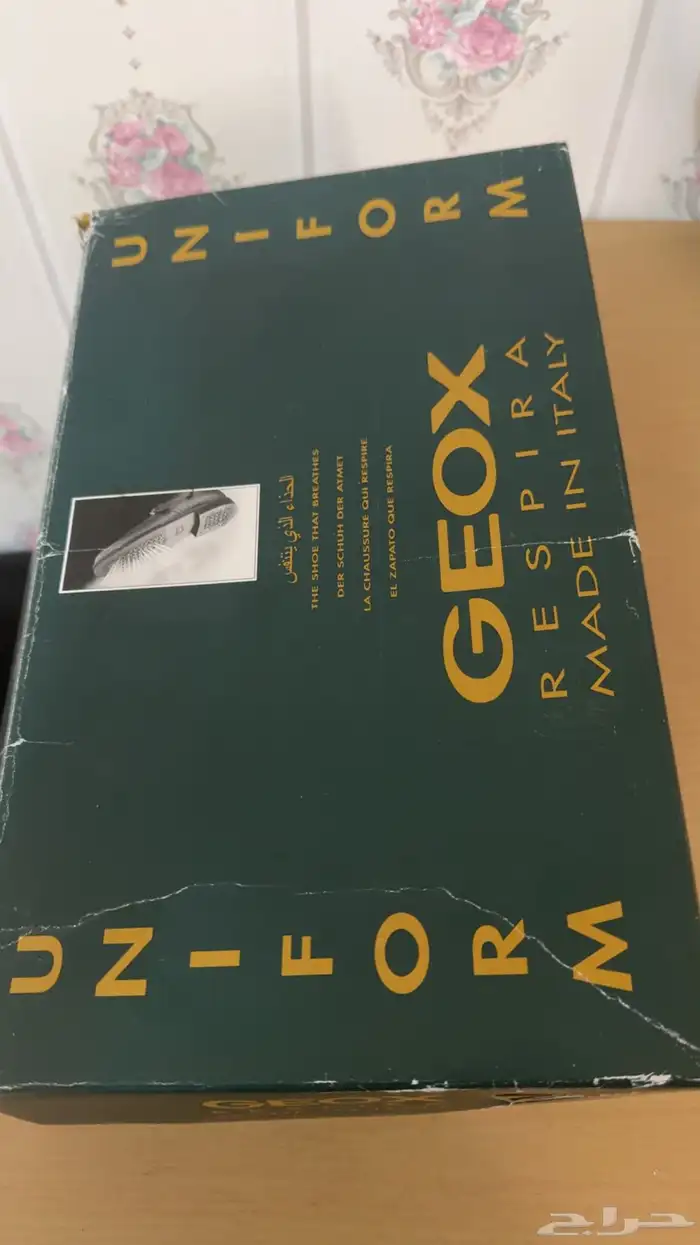 UNIFORM
الحذاء الذي يتنفس
THE SHOE THAT BREATHES
DER SCHUH DER ATMET
LA CHAUSSURE QUI RESPIRE
EL ZAPATO QUE RESPIRA
GEOX
RESPIRA
MADE IN ITALY
UNIFORM
GEOX
حراج